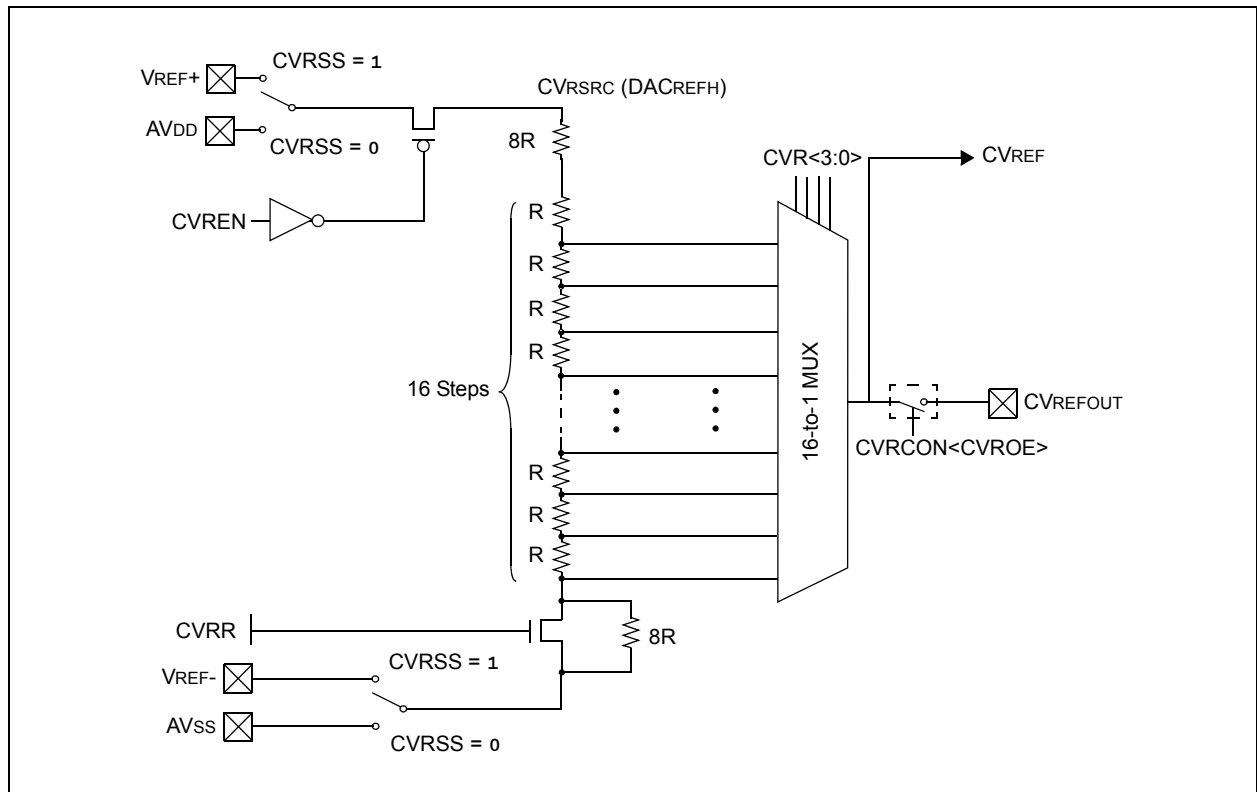 CVRSS = 1
VREF+
CVRSRC (DACREFH)
AVDD
8R
CVRSS = 0
CVR<3:0>
CVREF
CVREN
R
R
R
R
16 Steps
16-to-1 MUX
CVREFOUT
CVRCON<CVROE>
R
R
R
CVRR
8R
CVRSS = 1
VREF-
AVSS
CVRSS = 0